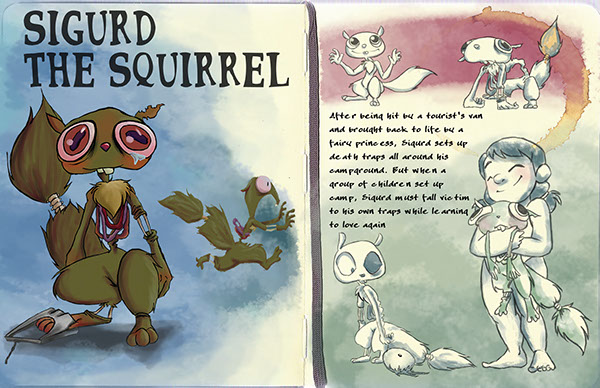 SIGURD
THE SQUIRREL
After being hit by a tourist's van
and brought back to life by a
fairy princess, Sigurd sets up
death traps all around his
campground. But when a
group of children set up
camp, Sigurd must fall victim
to his own traps while learning
to love again